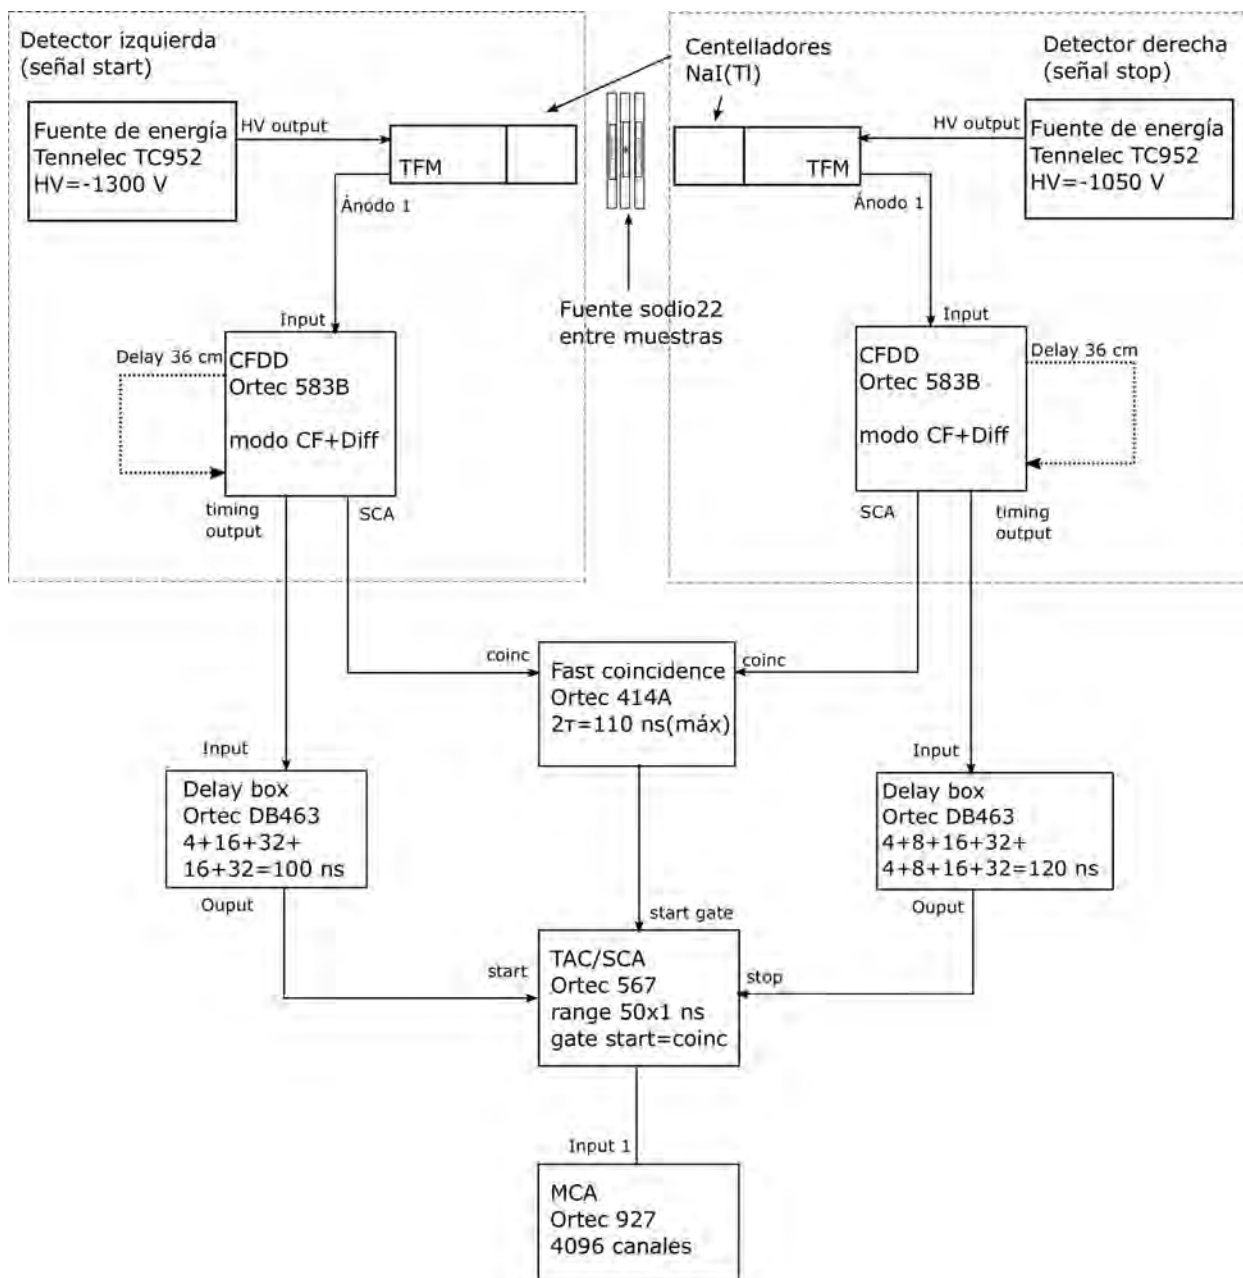 Detector izquierda
(señal start)
Centelladores
NaI(Tl)
Detector derecha
(señal stop)
Fuente de energía
Tennelec TC952
HV=-1300 V
HV output
TFM
TFM
HV output
Fuente de energía
Tennelec TC952
HV=-1050 V
Ánodo 1
Ánodo 1
Fuente sodio22
entre muestras
Input
Input
Delay 36 cm
CFDD
Ortec 583B
modo CF+Diff
CFDD
Ortec 583B
modo CF+Diff
Delay 36 cm
timing
output
SCA
SCA
timing
output
coinc
Fast coincidence
Ortec 414A
2τ=110 ns(máx)
coinc
Input
Input
Delay box
Ortec DB463
4+16+32+
16+32=100 ns
Delay box
Ortec DB463
4+8+16+32+
4+8+16+32=120 ns
Ouput
start gate
Ouput
start
TAC/SCA
Ortec 567
range 50x1 ns
gate start=coinc
stop
Input 1
MCA
Ortec 927
4096 canales